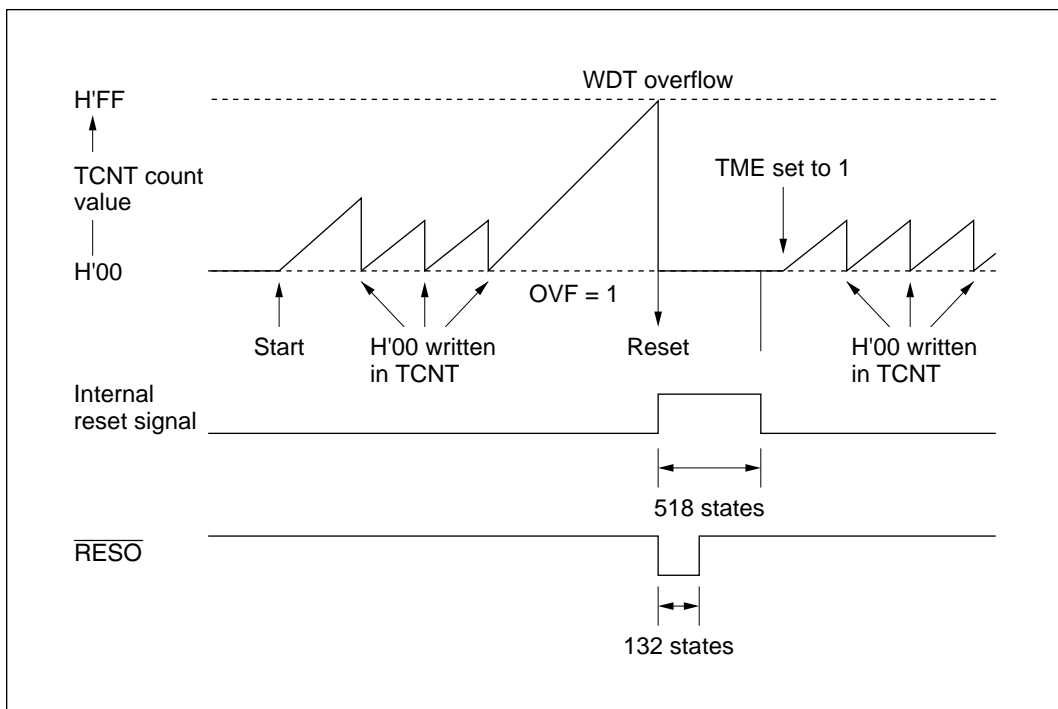 WDT overflow
H'FF
TME set to 1
TCNT count
value
H'00
OVF = 1
Start
H'00 written
in TCNT
Reset
H'00 written
in TCNT
Internal
reset signal
518 states
RESO
132 states